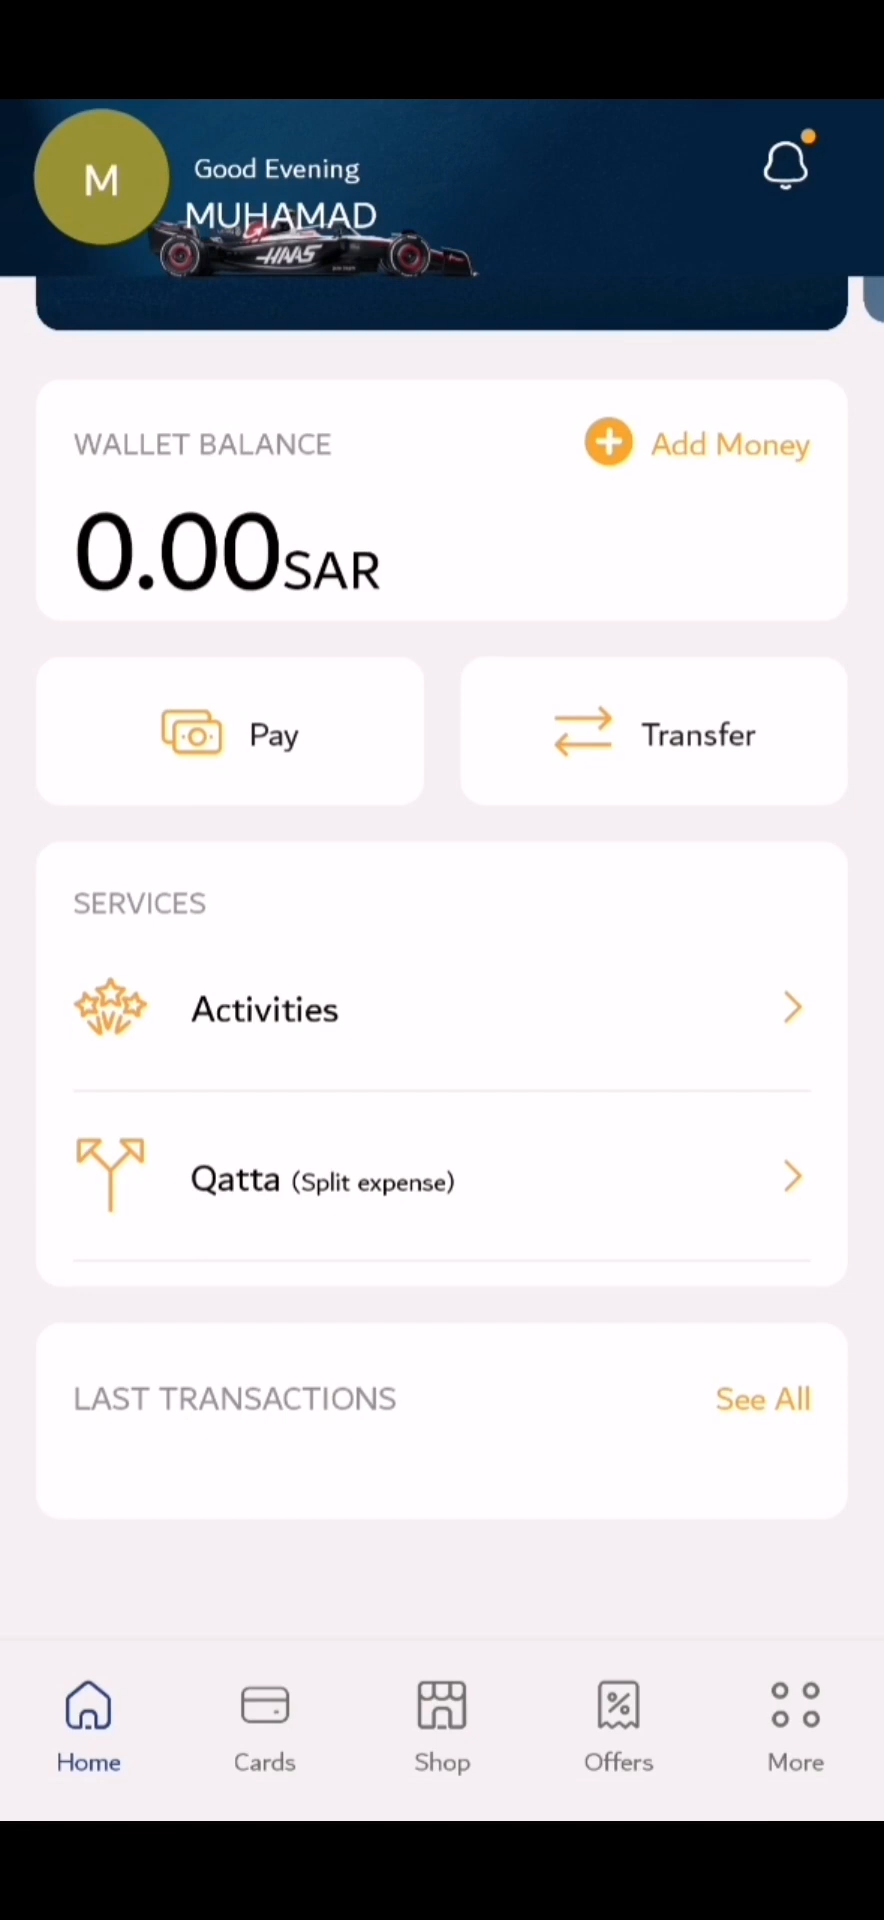 M
Good Evening
MUHAMAD
HAAS
WALLET BALANCE
Add Money
0.00SAR
Pay
Transfer
SERVICES
Activities
Qatta (Split expense)
LAST TRANSACTIONS
See All
Home
Cards
Shop
Offers
More